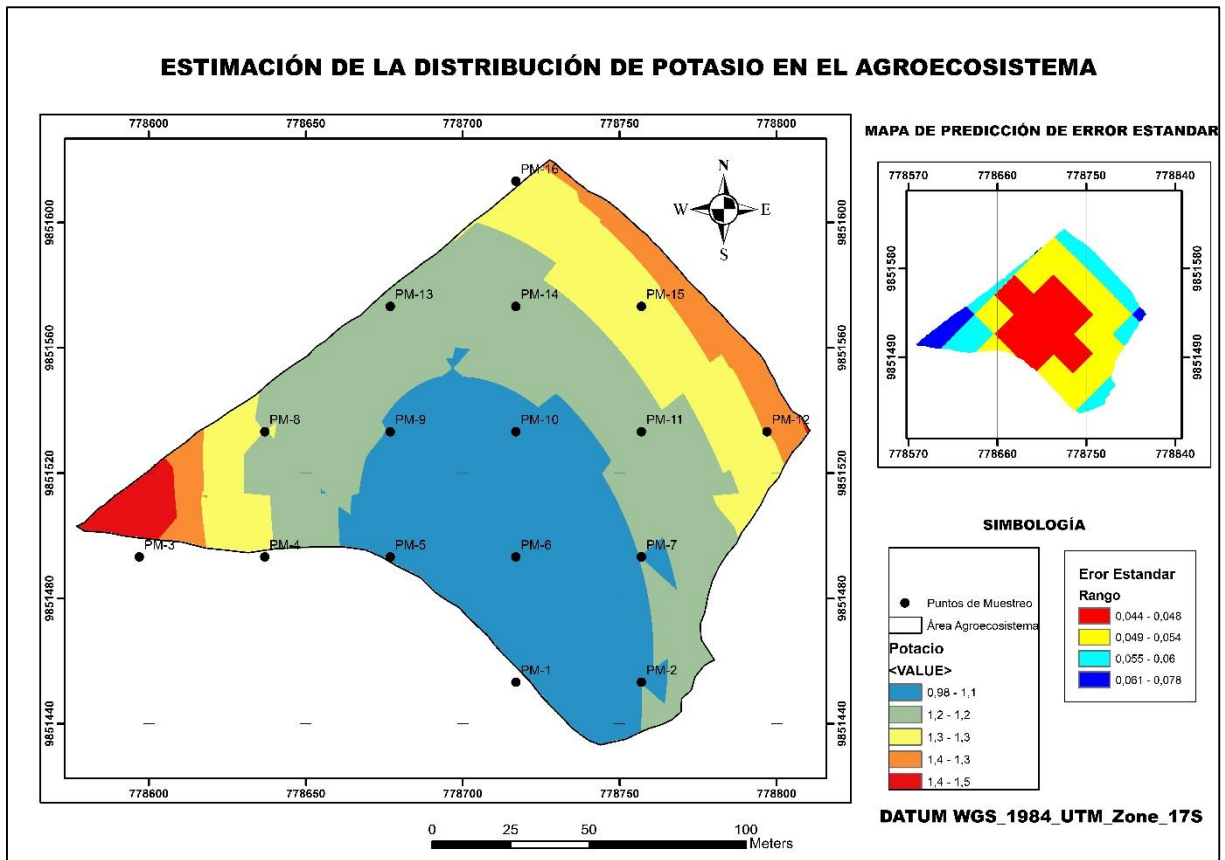 ESTIMACIÓN DE LA DISTRIBUCIÓN DE POTASIO EN EL AGROECOSISTEMA
778600 778650 778700 778750 778800
9851600
9851560
9851520
9851480
9851440
9851600
9851560
9851520
9851480
9851440
PM-16
N
W E
S
PM-13
PM-14
PM-15
PM-8
PM-9
PM-10
PM-11
PM-12
PM-3
PM-4
PM-5
PM-6
PM-7
PM-1
PM-2
778600 778650 778700 778750 778800
0 25 50 100
Meters
MAPA DE PREDICCIÓN DE ERROR ESTANDAR
778570 778660 778750 778840
9851580
9851490
9851580
9851490
778570 778660 778750 778840
SIMBOLOGÍA
Puntos de Muestreo
Área Agroecosistema
Potacio
<VALUE>
0,98 - 1,1
1,2 - 1,2
1,3 - 1,3
1,4 - 1,3
1,4 - 1,5
Eror Estandar
Rango
0,044 - 0,048
0,049 - 0,054
0,055 - 0,06
0,061 - 0,078
DATUM WGS_1984_UTM_Zone_17S